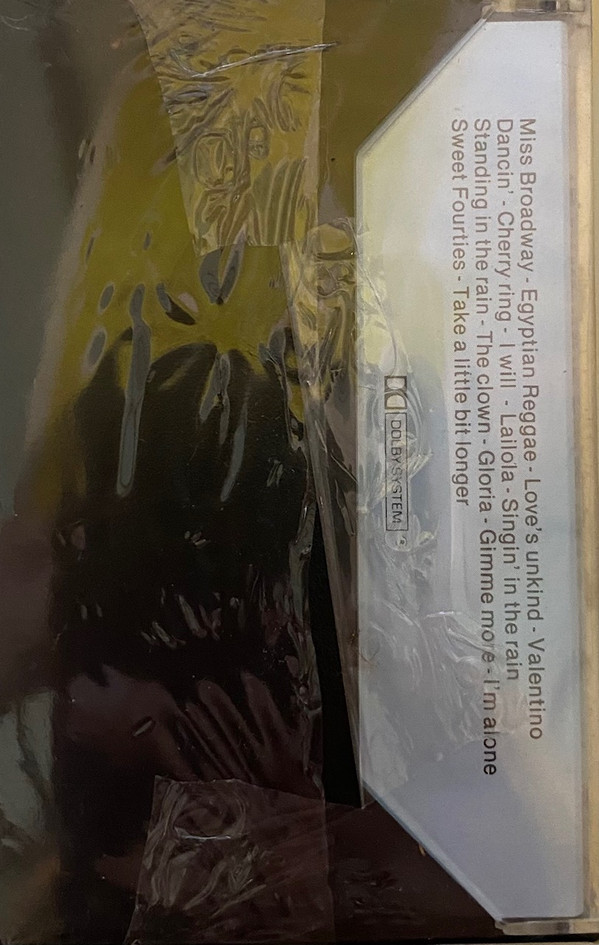 Miss Broadway - Egyptian Reggae - Love's unkind - Valentino
Dancin' - Cherry ring - I will - Lailola - Singin' in the rain
Standing in the rain - The clown - Gloria - Gimme more - I'm alone
Sweet Fourties - Take a little bit longer
DOLBY SYSTEM